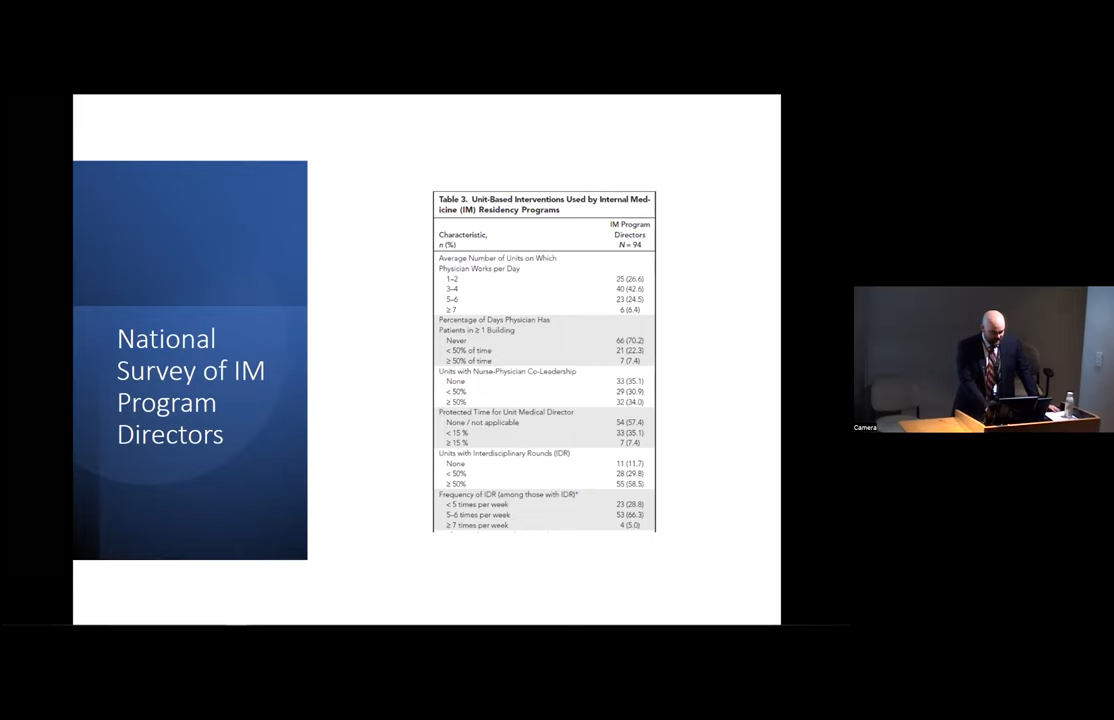 National
Survey of IM
Program
Directors
Table 3. Unit-Based Interventions Used by Internal Med-
icine (IM) Residency Programs
Characteristic,
n (%)
IM Program
Directors
N = 94
Average Number of Units on Which
Physician Works per Day
1–2 25 (26.6)
3–4 40 (42.6)
5–6 23 (24.5)
≥ 7 6 (6.4)
Percentage of Days Physician Has
Patients in ≥ 1 Building
Never 66 (70.2)
< 50% of time 21 (22.3)
≥ 50% of time 7 (7.4)
Units with Nurse-Physician Co-Leadership
None 33 (35.1)
< 50% 29 (30.9)
≥ 50% 32 (34.0)
Protected Time for Unit Medical Director
None / not applicable 54 (57.4)
< 15 % 33 (35.1)
≥ 15 % 7 (7.4)
Units with Interdisciplinary Rounds (IDR)
None 11 (11.7)
< 50% 28 (29.8)
≥ 50% 55 (58.5)
Frequency of IDR (among those with IDR)*
< 5 times per week 23 (28.8)
5–6 times per week 53 (66.3)
≥ 7 times per week 4 (5.0)
Camera